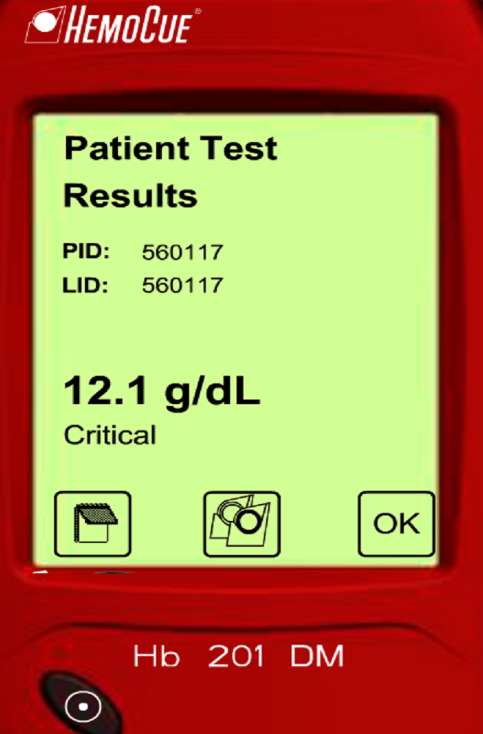 HEMOCUE®
Patient Test
Results
PID: 560117
LID: 560117
12.1 g/dL
Critical
OK
Hb 201 DM